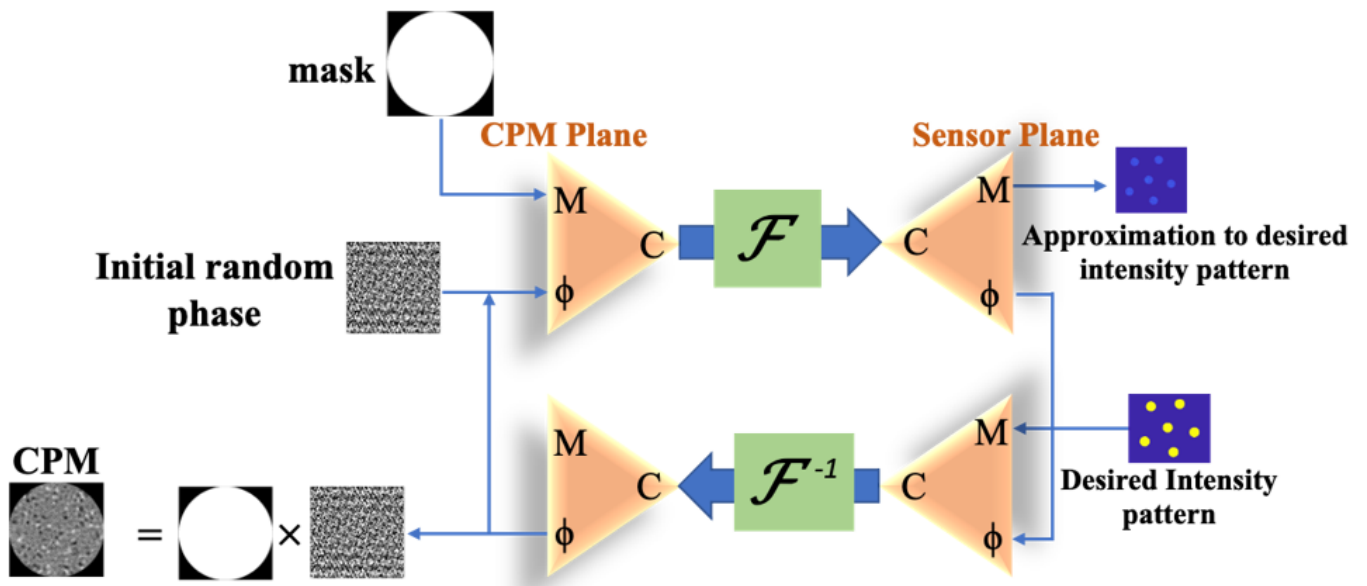 mask
CPM Plane
Sensor Plane
M
C
ϕ
ℱ
C
M
ϕ
Approximation to desired
intensity pattern
Initial random
phase
M
C
ϕ
ℱ -1
C
M
ϕ
Desired Intensity
pattern
CPM
= ×